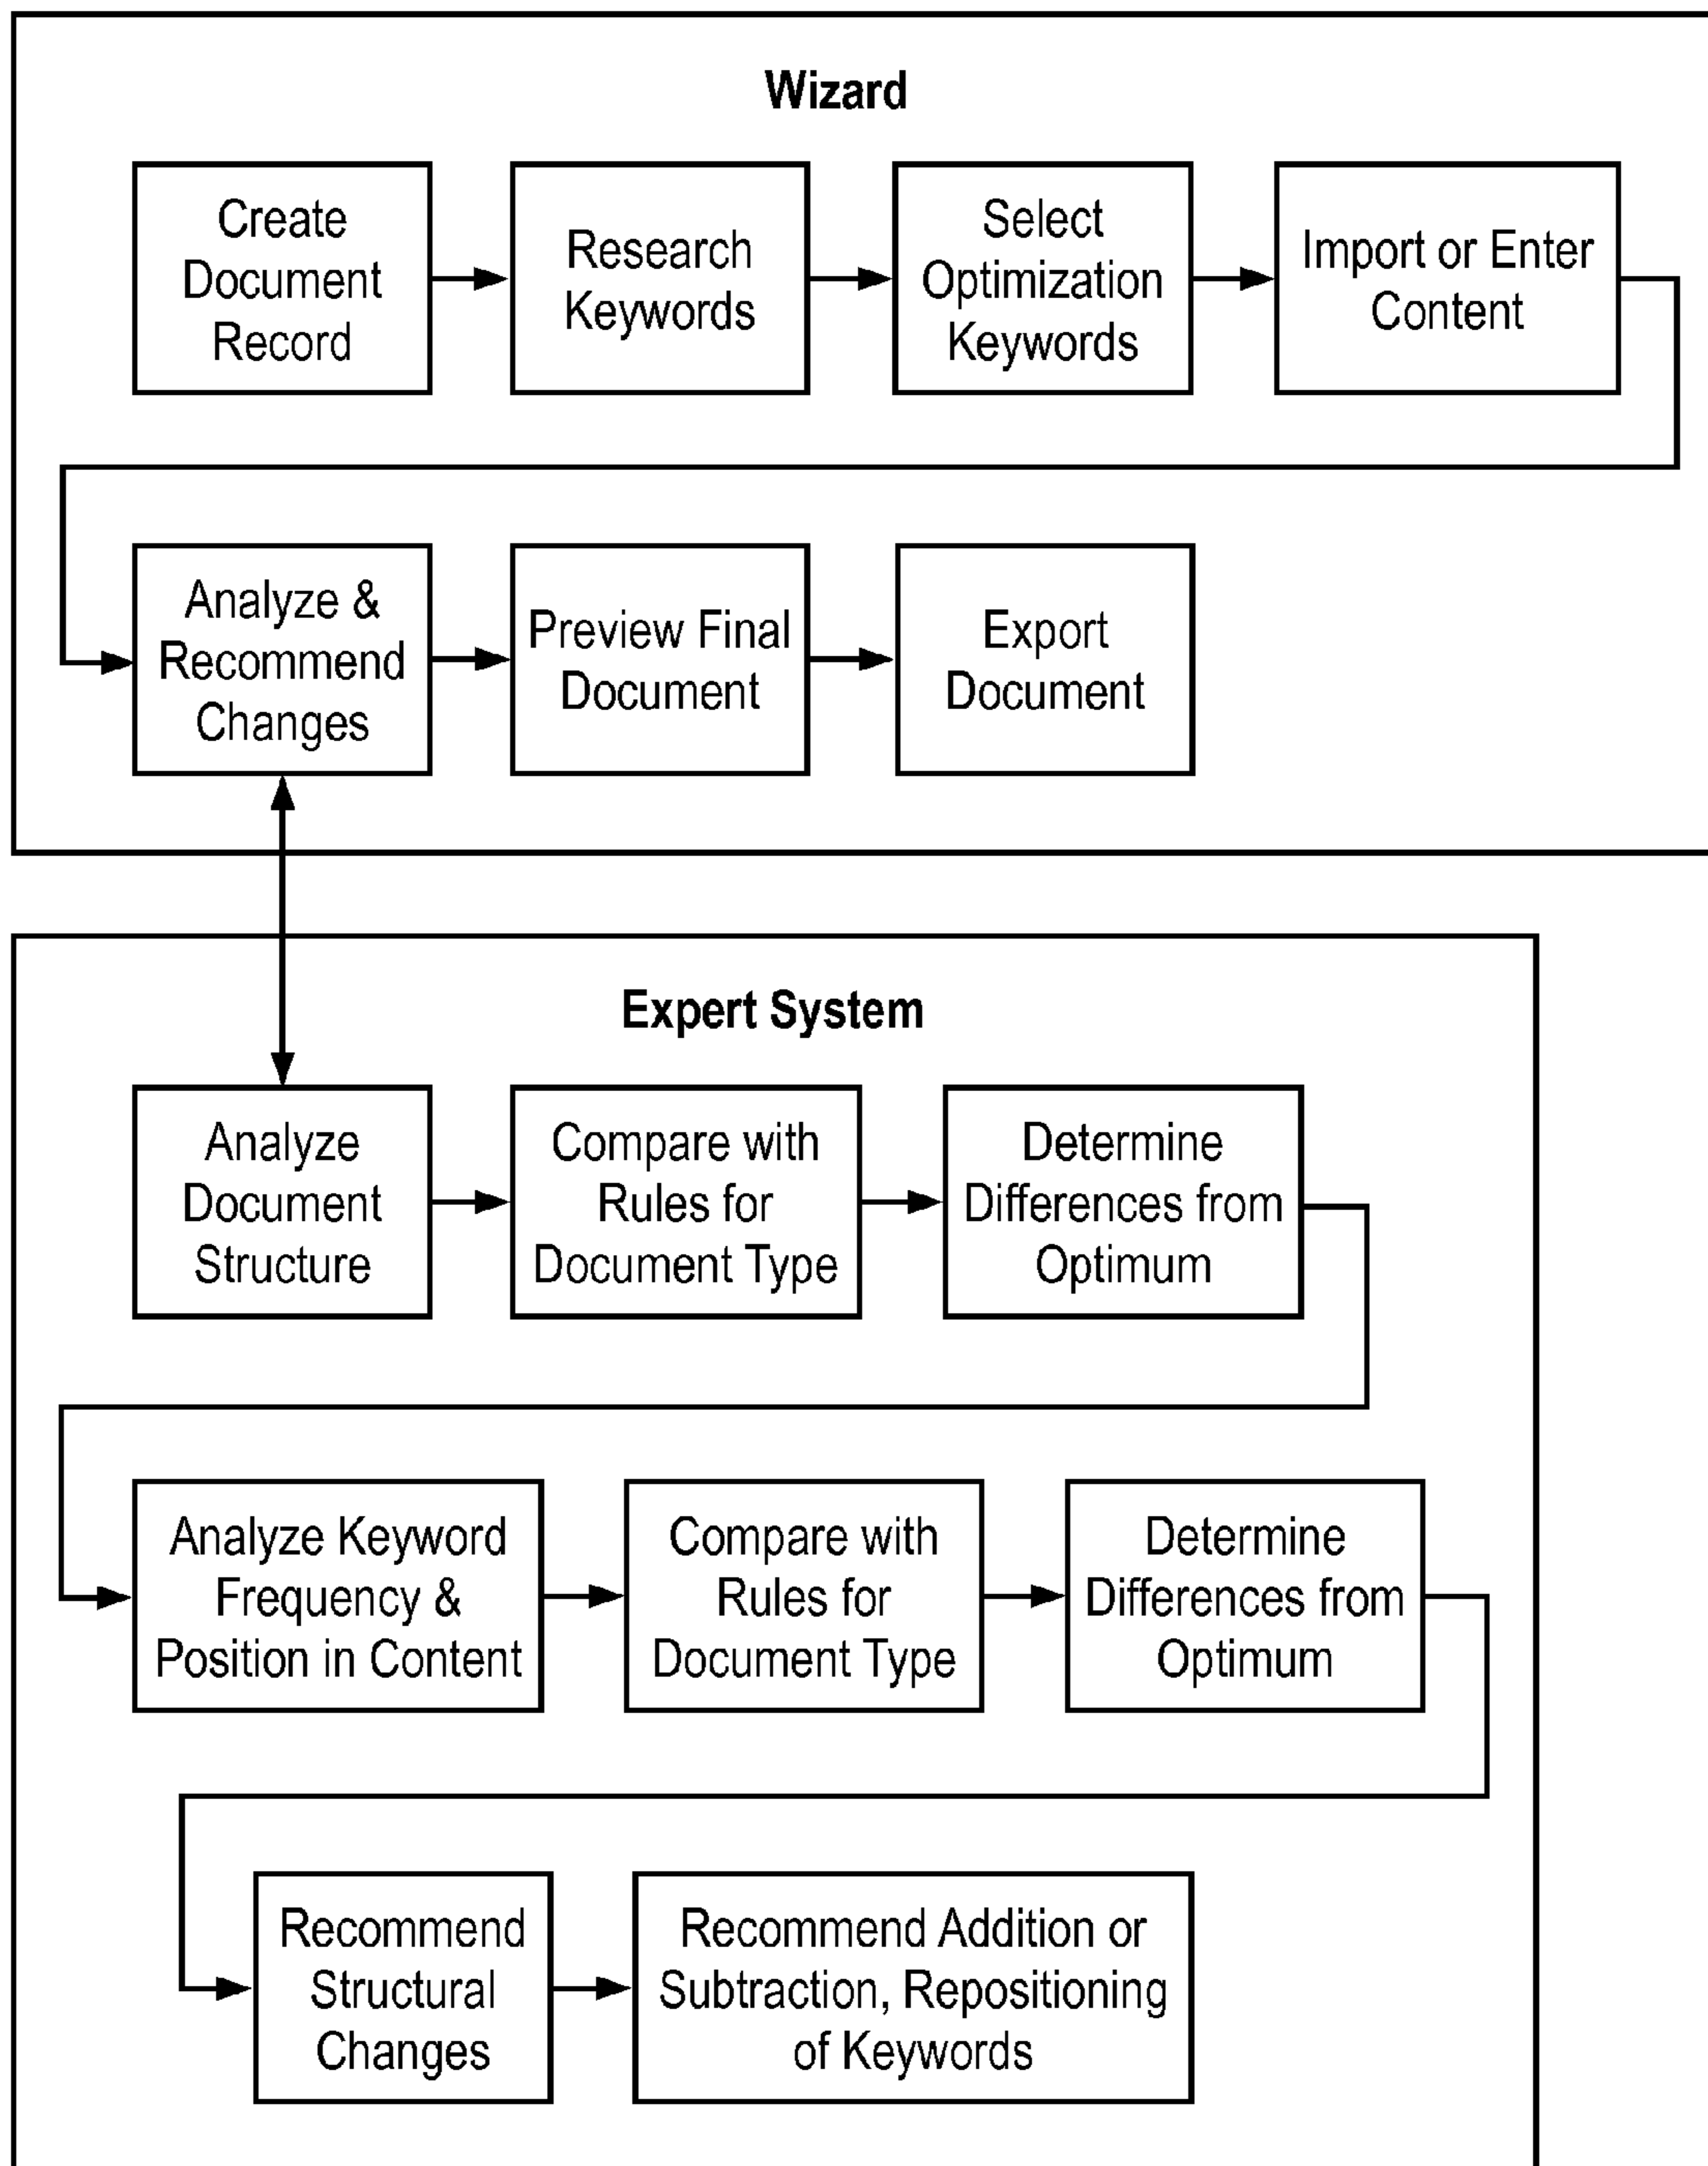 Wizard
Create
Document
Record
Research
Keywords
Select
Optimization
Keywords
Import or Enter
Content
Analyze &
Recommend
Changes
Preview Final
Document
Export
Document
Expert System
Analyze
Document
Structure
Compare with
Rules for
Document Type
Determine
Differences from
Optimum
Analyze Keyword
Frequency &
Position in Content
Compare with
Rules for
Document Type
Determine
Differences from
Optimum
Recommend
Structural
Changes
Recommend Addition or
Subtraction, Repositioning
of Keywords